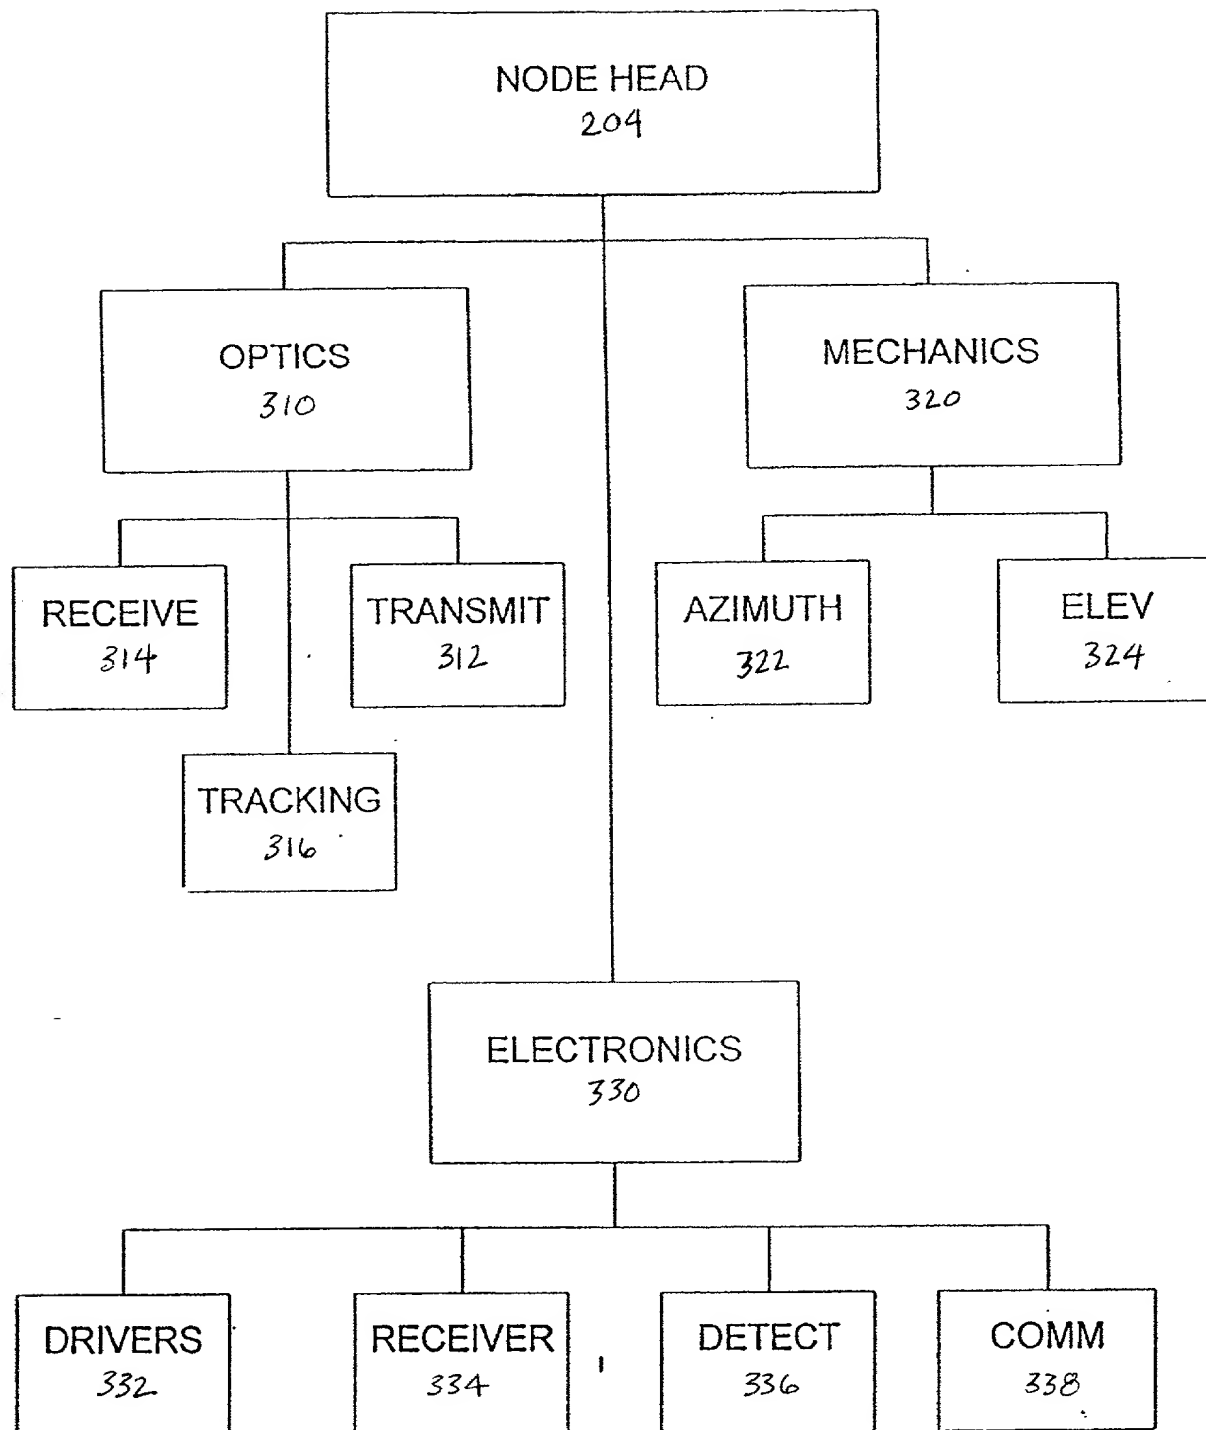 NODE HEAD
204
OPTICS
310
MECHANICS
320
RECEIVE
314
TRANSMIT
312
AZIMUTH
322
ELEV
324
TRACKING
316
ELECTRONICS
330
DRIVERS
332
RECEIVER
334
DETECT
336
COMM
338